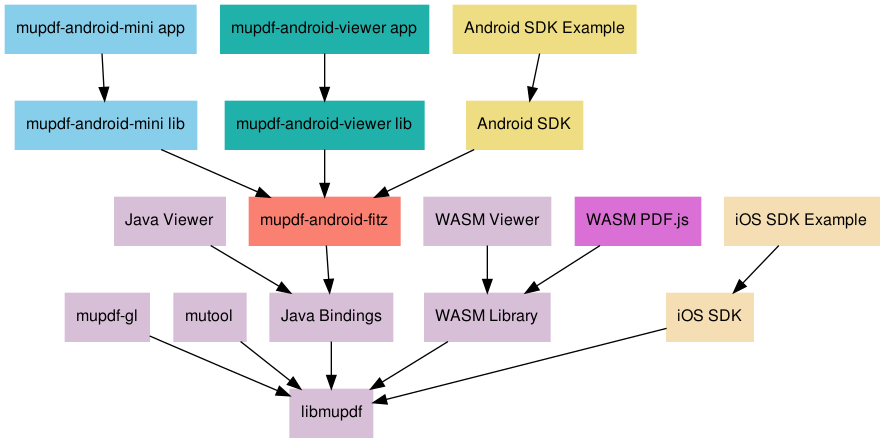 mupdf-android-mini app
mupdf-android-viewer app
Android SDK Example
mupdf-android-mini lib
mupdf-android-viewer lib
Android SDK
Java Viewer
mupdf-android-fitz
WASM Viewer
WASM PDF.js
iOS SDK Example
mupdf-gl
mutool
Java Bindings
WASM Library
iOS SDK
libmupdf